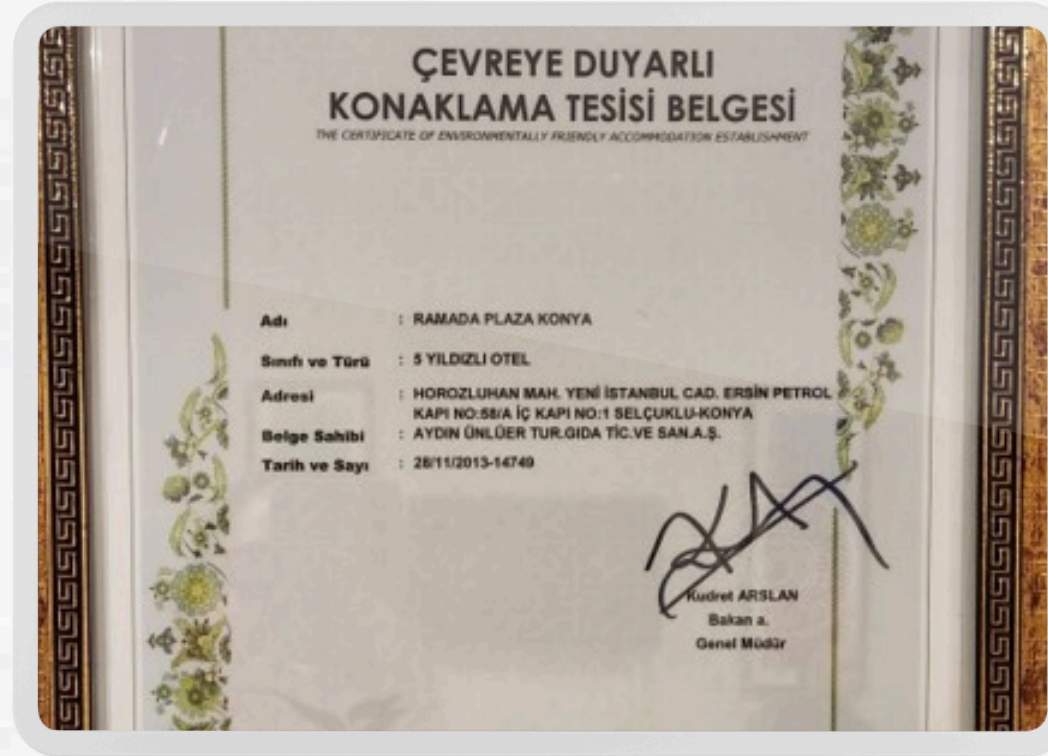 ÇEVREYE DUYARLI
KONAKLAMA TESİSİ BELGESİ
THE CERTIFICATE OF ENVIRONMENTALLY FRIENDLY ACCOMMODATION ESTABLISHMENT
Adı : RAMADA PLAZA KONYA
Sınıfı ve Türü : 5 YILDIZLI OTEL
Adresi : HOROZLUHAN MAH. YENİ İSTANBUL CAD. ERSİN PETROL
KAPI NO:58/A İÇ KAPI NO:1 SELÇUKLU-KONYA
Belge Sahibi : AYDIN ÜNLÜER TUR.GIDA TİC.VE SAN.A.Ş.
Tarih ve Sayı : 28/11/2013-14749
Kudret ARSLAN
Bakan a.
Genel Müdür